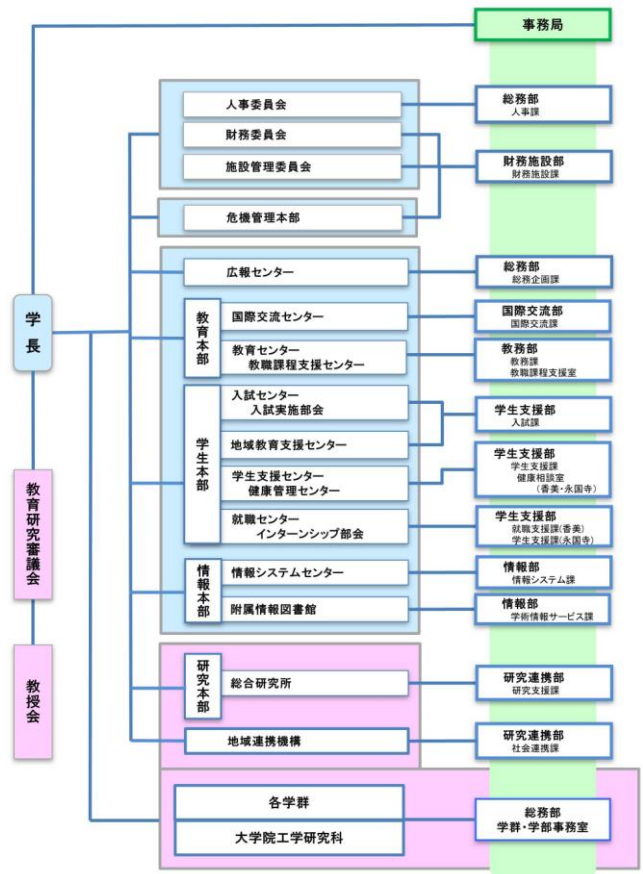 事務局
人事委員会
総務部
人事課
財務委員会
施設管理委員会
財務施設部
財務施設課
危機管理本部
広報センター
総務部
総務企画課
学長
教育本部
国際交流センター
国際交流部
国際交流課
教育センター
教職課程支援センター
教務部
教務課
教職課程支援室
学生本部
入試センター
入試実施部会
地域教育支援センター
学生支援部
入試課
学生支援センター
健康管理センター
学生支援部
学生支援課
健康相談室
(香美・永国寺)
就職センター
インターンシップ部会
学生支援部
就職支援課(香美)
学生支援課(永国寺)
教育研究審議会
情報本部
情報システムセンター
情報部
情報システム課
附属情報図書館
情報部
学術情報サービス課
教授会
研究本部
総合研究所
研究連携部
研究支援課
地域連携機構
研究連携部
社会連携課
各学群
大学院工学研究科
総務部
学群・学部事務室